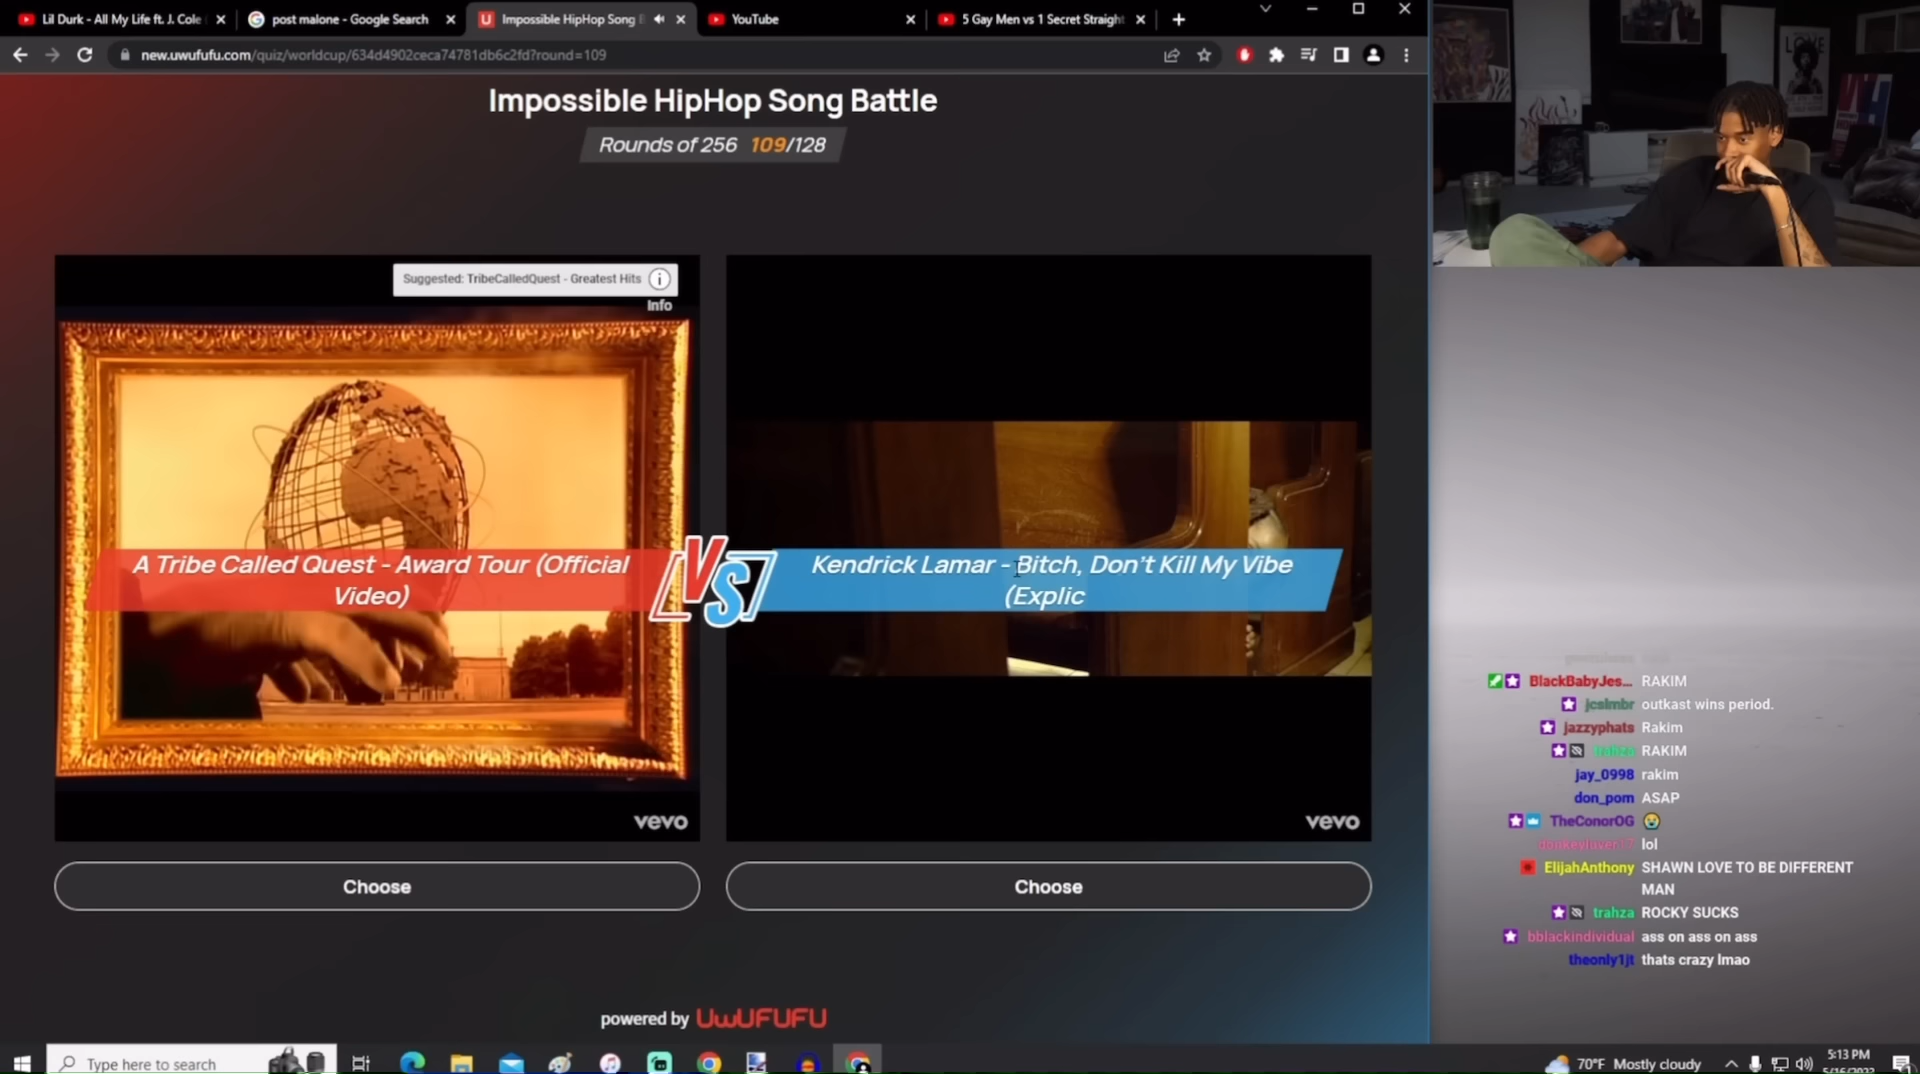 Lil Durk - All My Life ft. J. Cole
post malone - Google Search
Impossible HipHop Song B
YouTube
5 Gay Men vs 1 Secret Straight
new.uwufufu.com/quiz/worldcup/634d4902ceca74781db6c2fd?round=109
Impossible HipHop Song Battle
Rounds of 256 109/128
Suggested: TribeCalledQuest - Greatest Hits
Info
A Tribe Called Quest - Award Tour (Official
Video)
VS
Kendrick Lamar - Bitch, Don't Kill My Vibe
(Explic
vevo
vevo
Choose
Choose
powered by UwUFUFU
LOVE
BlackBabyJes... RAKIM
jcslmbr outkast wins period.
jazzyphats Rakim
trahza RAKIM
jay_0998 rakim
don_pom ASAP
TheConorOG 😭
donkeylover17 lol
ElijahAnthony SHAWN LOVE TO BE DIFFERENT
MAN
trahza ROCKY SUCKS
bblackindividual ass on ass on ass
theonly1jt thats crazy lmao
Type here to search
70°F Mostly cloudy
5:13 PM